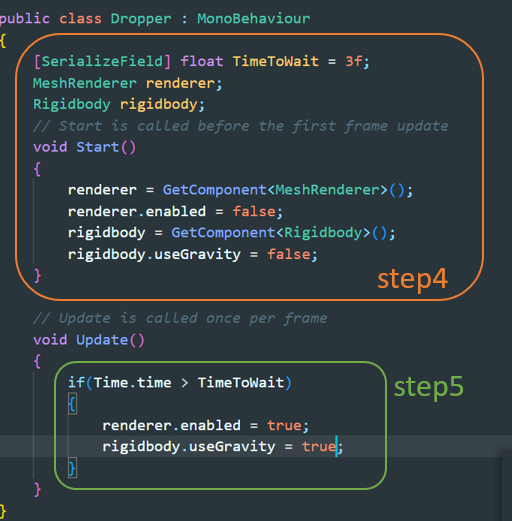 public class Dropper : MonoBehaviour
{
[SerializeField] float TimeToWait = 3f;
MeshRenderer renderer;
Rigidbody rigidbody;
// Start is called before the first frame update
void Start()
{
renderer = GetComponent<MeshRenderer>();
renderer.enabled = false;
rigidbody = GetComponent<Rigidbody>();
rigidbody.useGravity = false;
}
step4
// Update is called once per frame
void Update()
{
if(Time.time > TimeToWait)
{
renderer.enabled = true;
rigidbody.useGravity = true;
}
step5
}
}